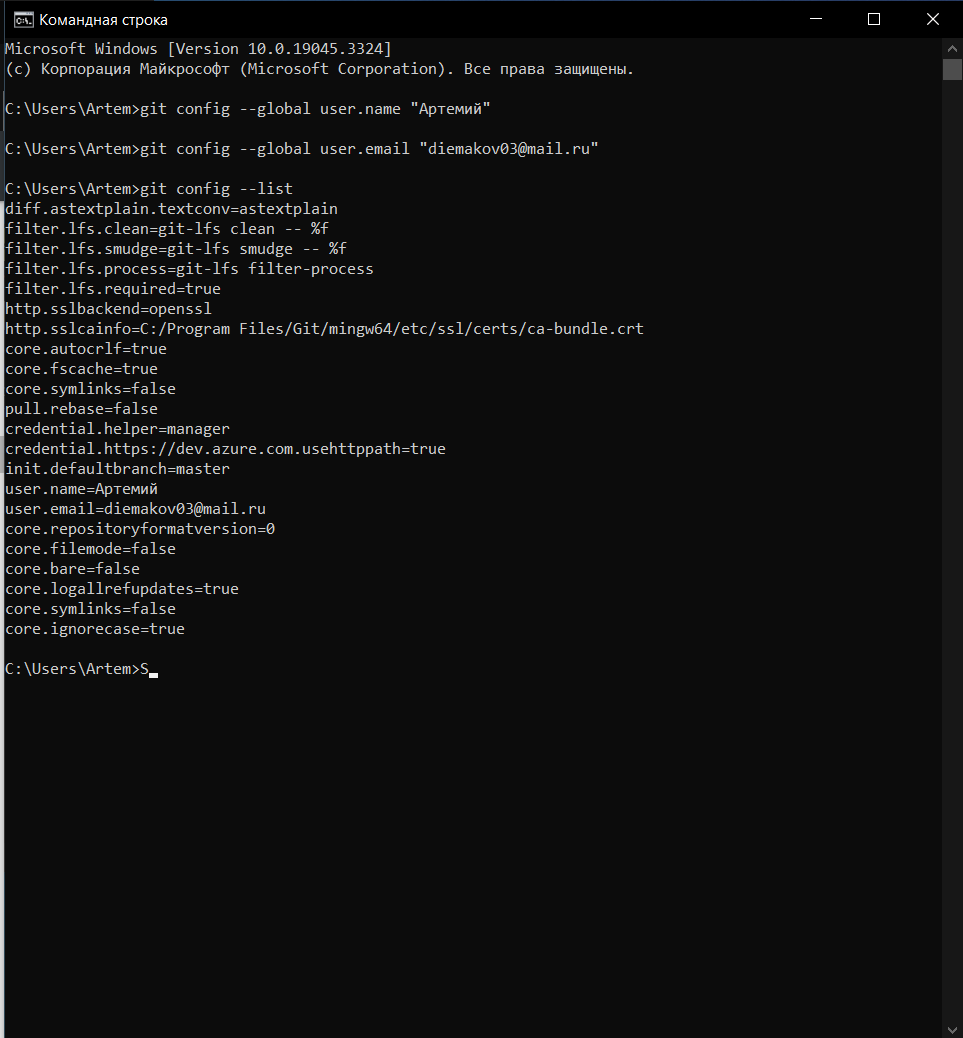 Командная строка
Microsoft Windows [Version 10.0.19045.3324]
(c) Корпорация Майкрософт (Microsoft Corporation). Все права защищены.
C:\Users\Artem>git config --global user.name "Артемий"
C:\Users\Artem>git config --global user.email "diemakov03@mail.ru"
C:\Users\Artem>git config --list
diff.astextplain.textconv=astextplain
filter.lfs.clean=git-lfs clean -- %f
filter.lfs.smudge=git-lfs smudge -- %f
filter.lfs.process=git-lfs filter-process
filter.lfs.required=true
http.sslbackend=openssl
http.sslcainfo=C:/Program Files/Git/mingw64/etc/ssl/certs/ca-bundle.crt
core.autocrlf=true
core.fscache=true
core.symlinks=false
pull.rebase=false
credential.helper=manager
credential.https://dev.azure.com.usehttppath=true
init.defaultbranch=master
user.name=Артемий
user.email=diemakov03@mail.ru
core.repositoryformatversion=0
core.filemode=false
core.bare=false
core.logallrefupdates=true
core.symlinks=false
core.ignorecase=true
C:\Users\Artem>S